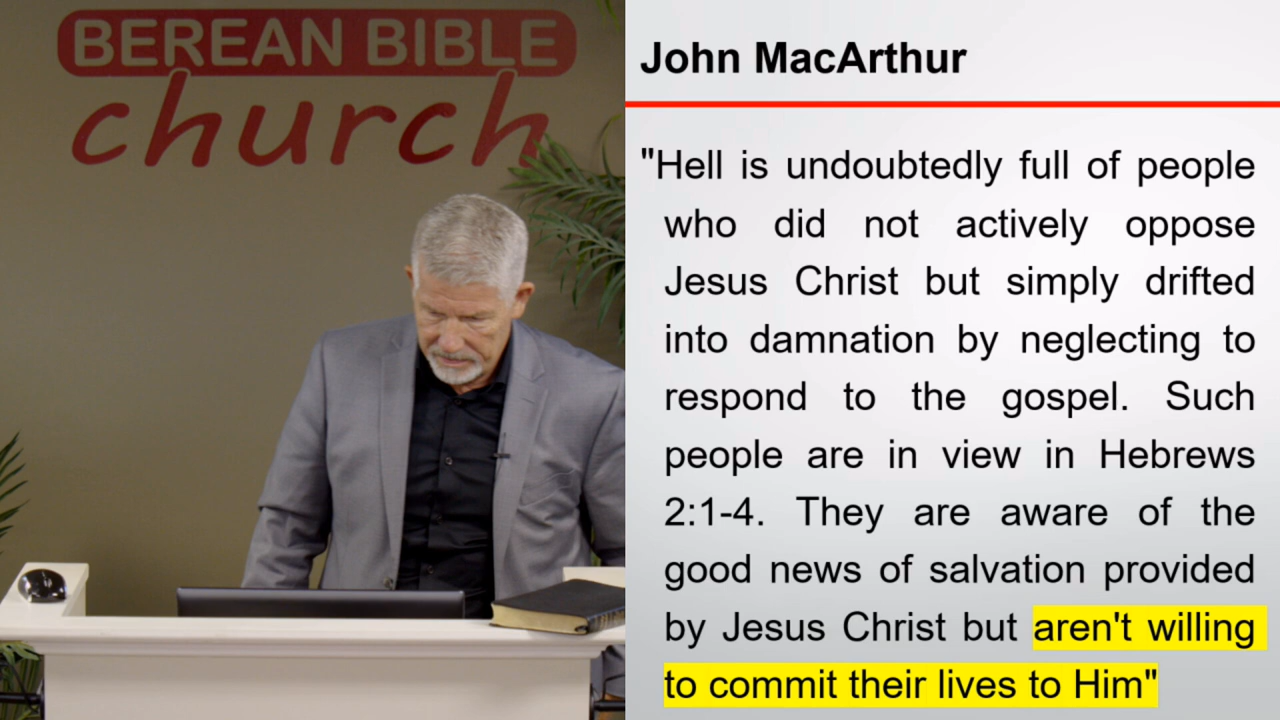 BEREAN BIBLE
church
John MacArthur
"Hell is undoubtedly full of people
who did not actively oppose
Jesus Christ but simply drifted
into damnation by neglecting to
respond to the gospel. Such
people are in view in Hebrews
2:1-4. They are aware of the
good news of salvation provided
by Jesus Christ but aren't willing
to commit their lives to Him"